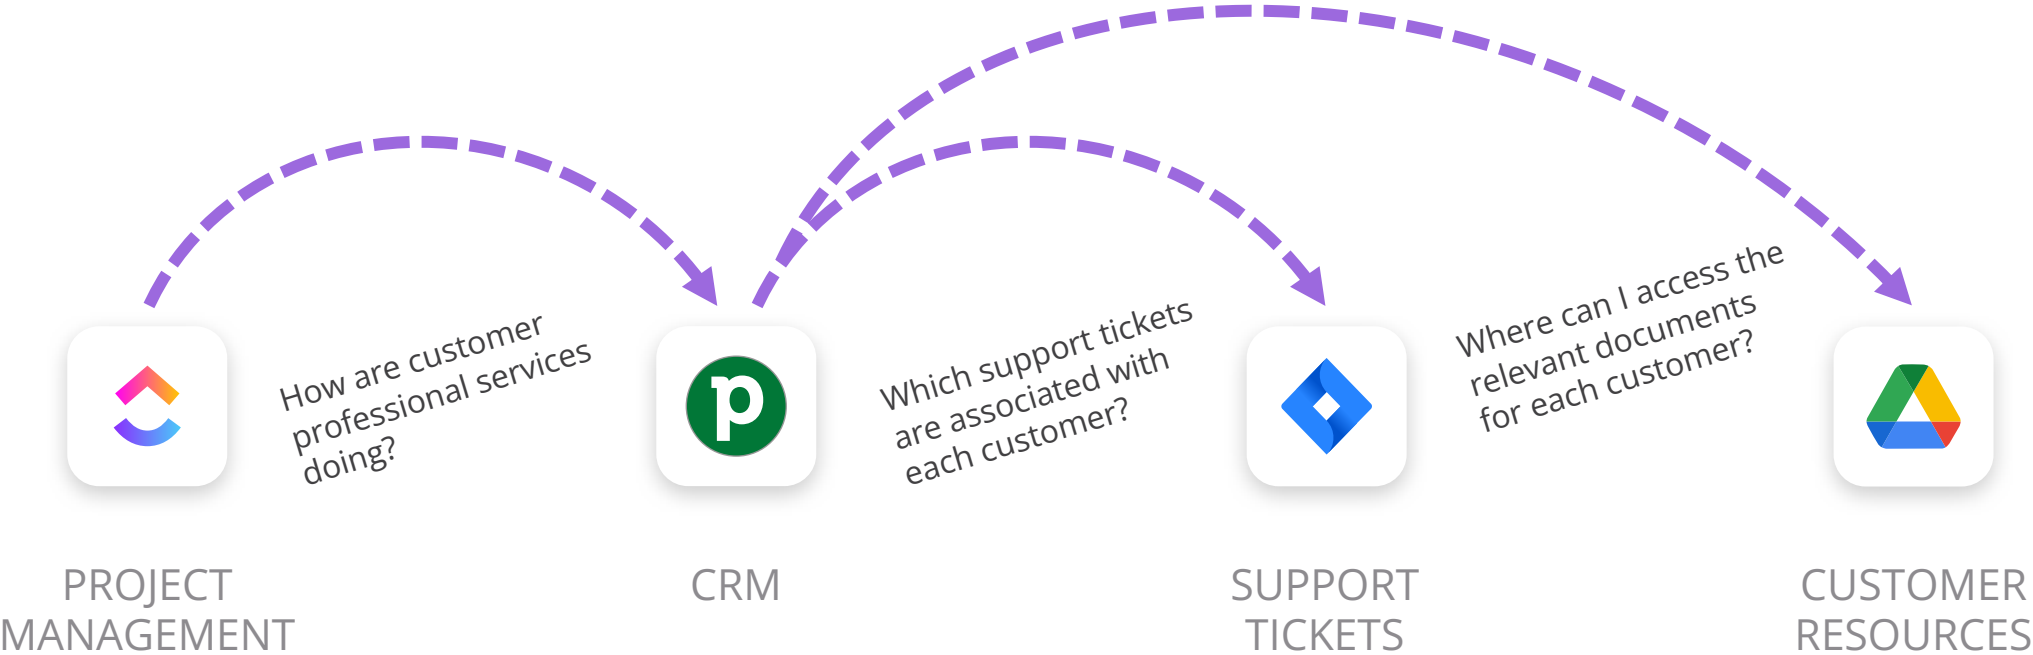 How are customer
professional services
doing?
p
Which support tickets
are associated with
each customer?
Where can I access the
relevant documents
for each customer?
PROJECT
MANAGEMENT
CRM
SUPPORT
TICKETS
CUSTOMER
RESOURCES